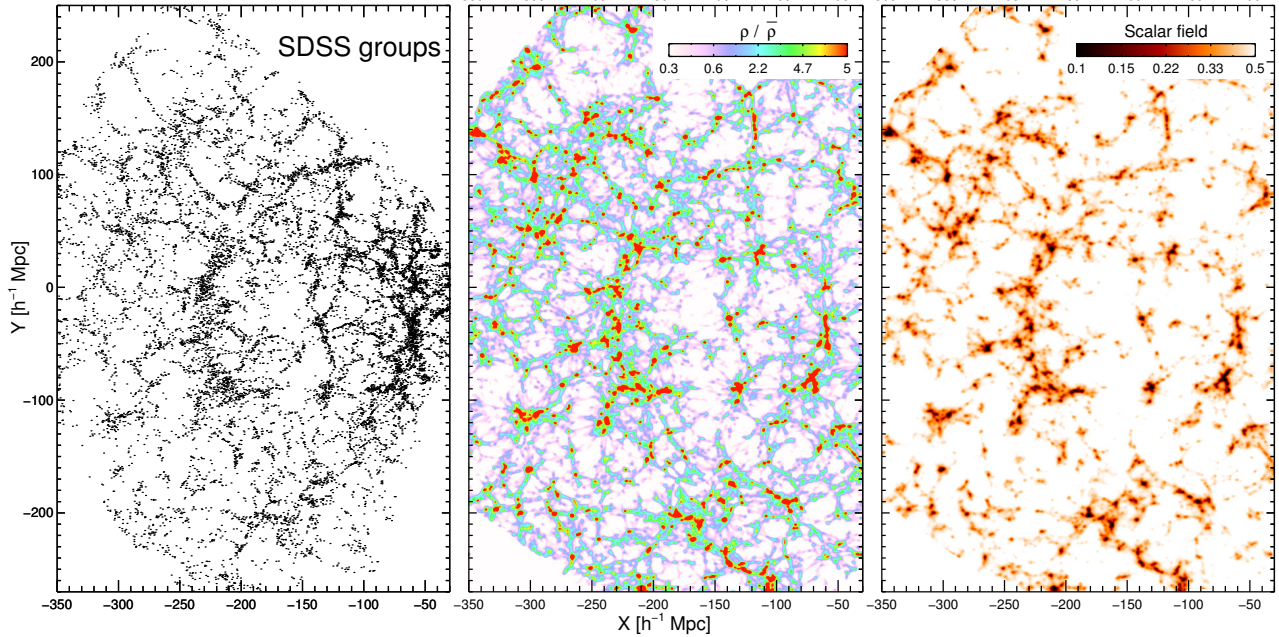 SDSS groups
ρ / ρ̅
0.3 0.6 2.22 4.7 5
Scalar field
0.1 0.15 0.22 0.33 0.5
Y [h⁻¹ Mpc]
200
100
0
−100
−200
−350 −300 −250 −200 −150 −100 −50
−350 −300 −250 −200 −150 −100 −50
−350 −300 −250 −200 −150 −100 −50
X [h⁻¹ Mpc]